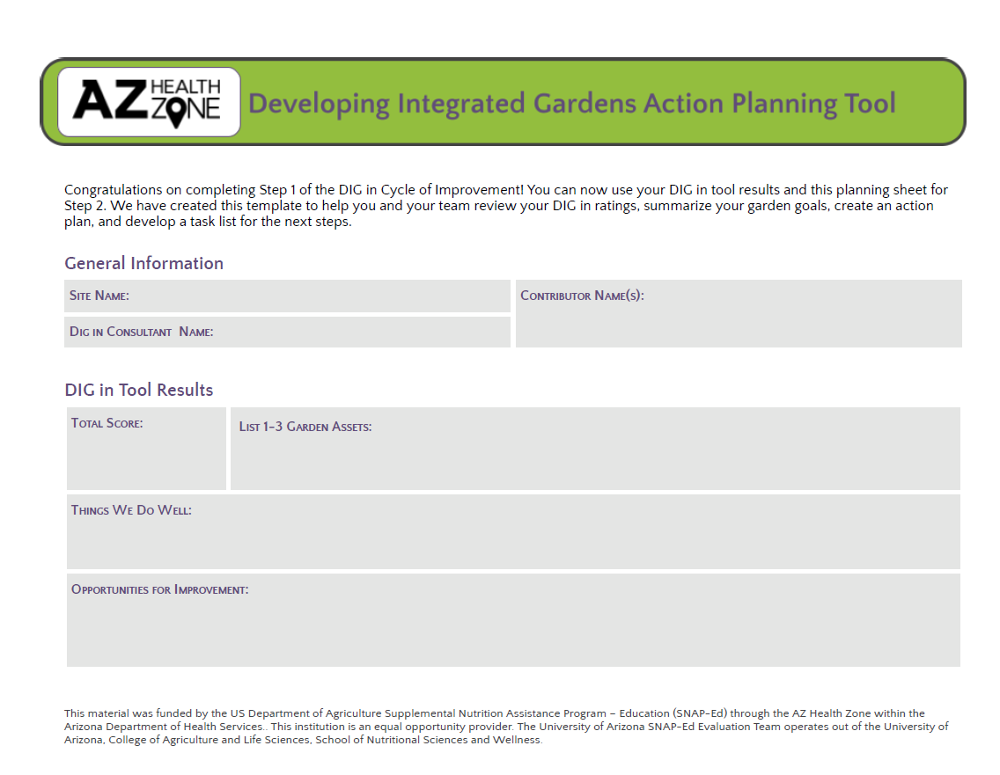 AZ HEALTH ZONE
Developing Integrated Gardens Action Planning Tool
Congratulations on completing Step 1 of the DIG in Cycle of Improvement! You can now use your DIG in tool results and this planning sheet for
Step 2. We have created this template to help you and your team review your DIG in ratings, summarize your garden goals, create an action
plan, and develop a task list for the next steps.
General Information
Site Name:
Contributor Name(s):
Dig in Consultant  Name:
DIG in Tool Results
Total Score:
List 1-3 Garden Assets:
Things We Do Well:
Opportunities for Improvement:
This material was funded by the US Department of Agriculture Supplemental Nutrition Assistance Program – Education (SNAP-Ed) through the AZ Health Zone within the
Arizona Department of Health Services.. This institution is an equal opportunity provider. The University of Arizona SNAP-Ed Evaluation Team operates out of the University of
Arizona, College of Agriculture and Life Sciences, School of Nutritional Sciences and Wellness.